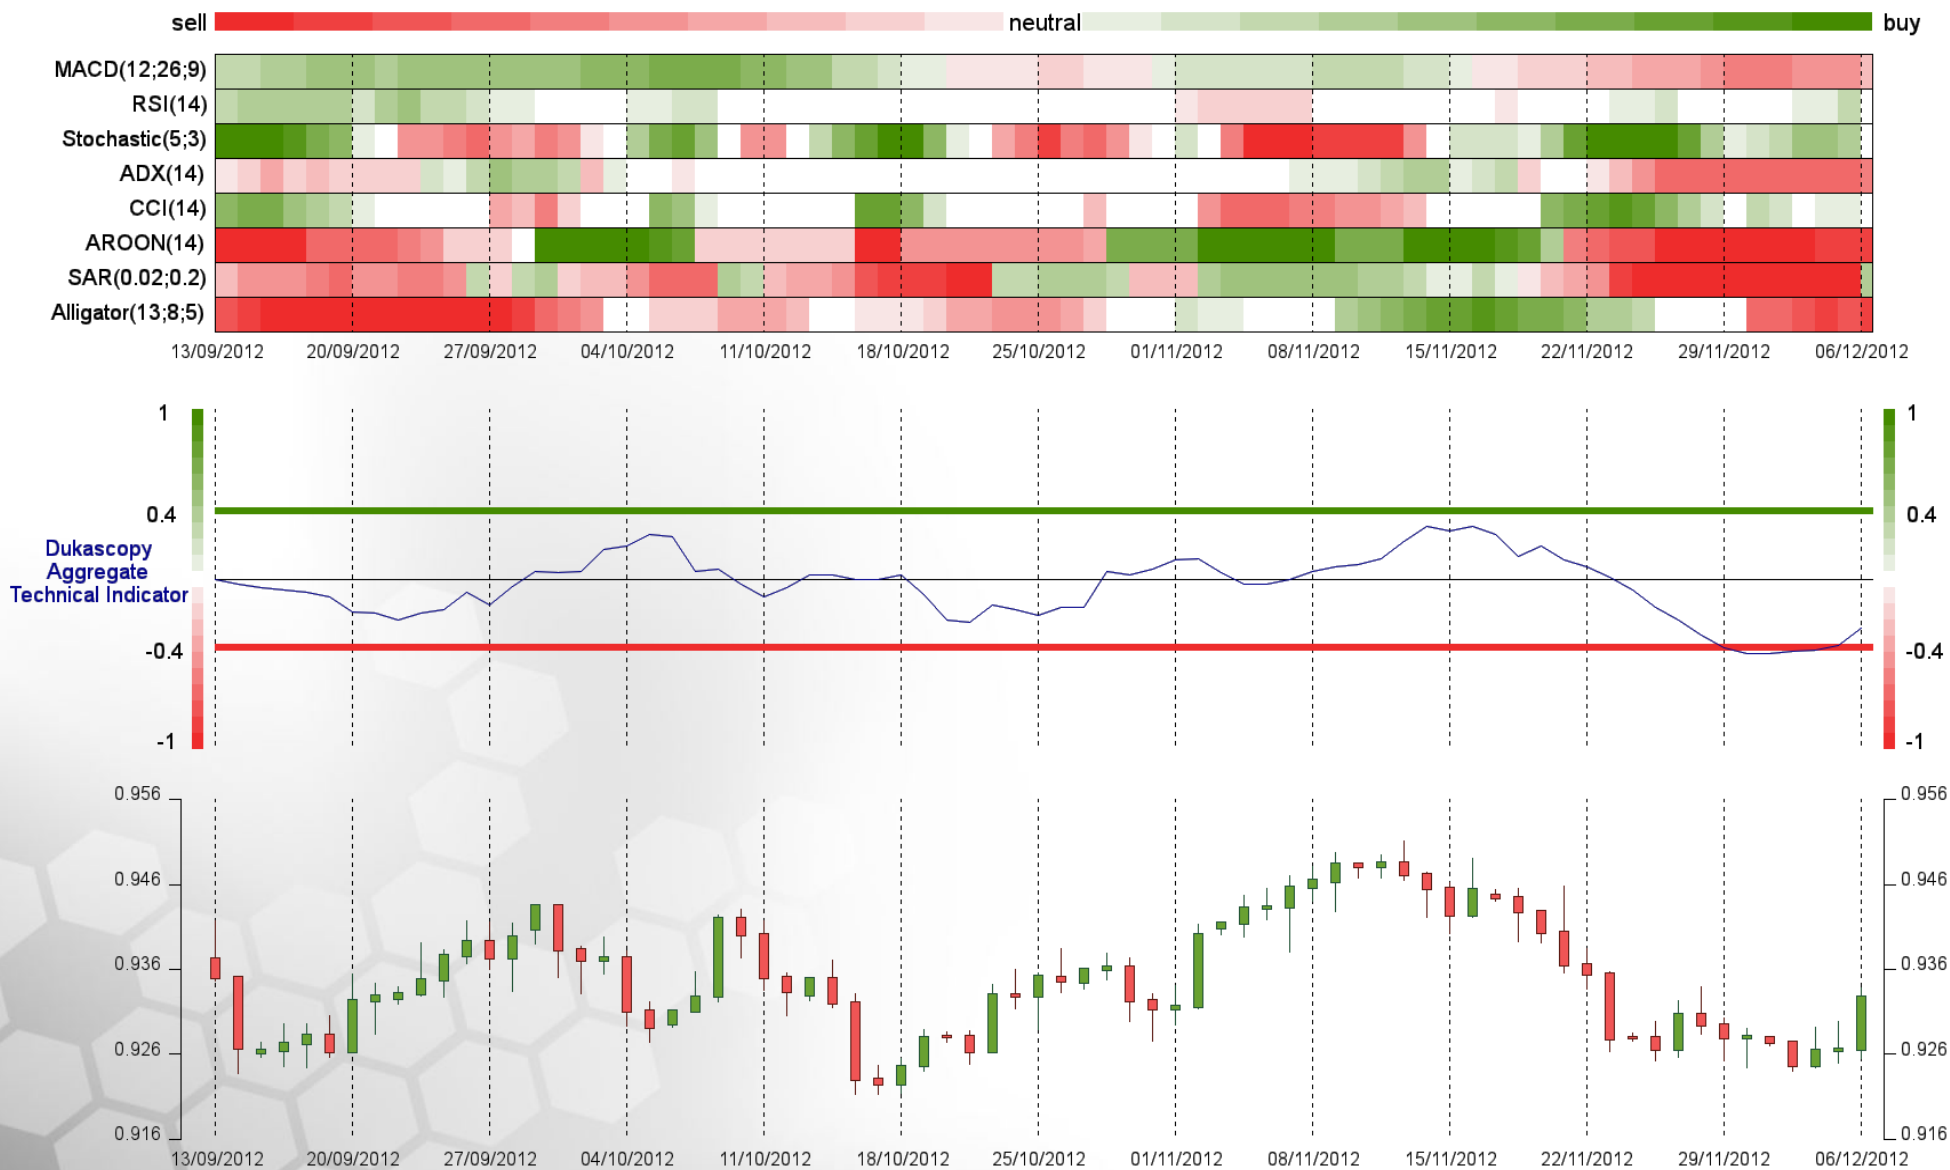 sell neutral buy
MACD(12;26;9)
RSI(14)
Stochastic(5;3)
ADX(14)
CCI(14)
AROON(14)
SAR(0.02;0.2)
Alligator(13;8;5)
13/09/2012 20/09/2012 27/09/2012 04/10/2012 11/10/2012 18/10/2012 25/10/2012 01/11/2012 08/11/2012 15/11/2012 22/11/2012 29/11/2012 06/12/2012
1 1
0.4 0.4
Dukascopy
Aggregate
Technical Indicator
-0.4 -0.4
-1 -1
0.956 0.956
0.946 0.946
0.936 0.936
0.926 0.926
0.916 0.916
13/09/2012 20/09/2012 27/09/2012 04/10/2012 11/10/2012 18/10/2012 25/10/2012 01/11/2012 08/11/2012 15/11/2012 22/11/2012 29/11/2012 06/12/2012